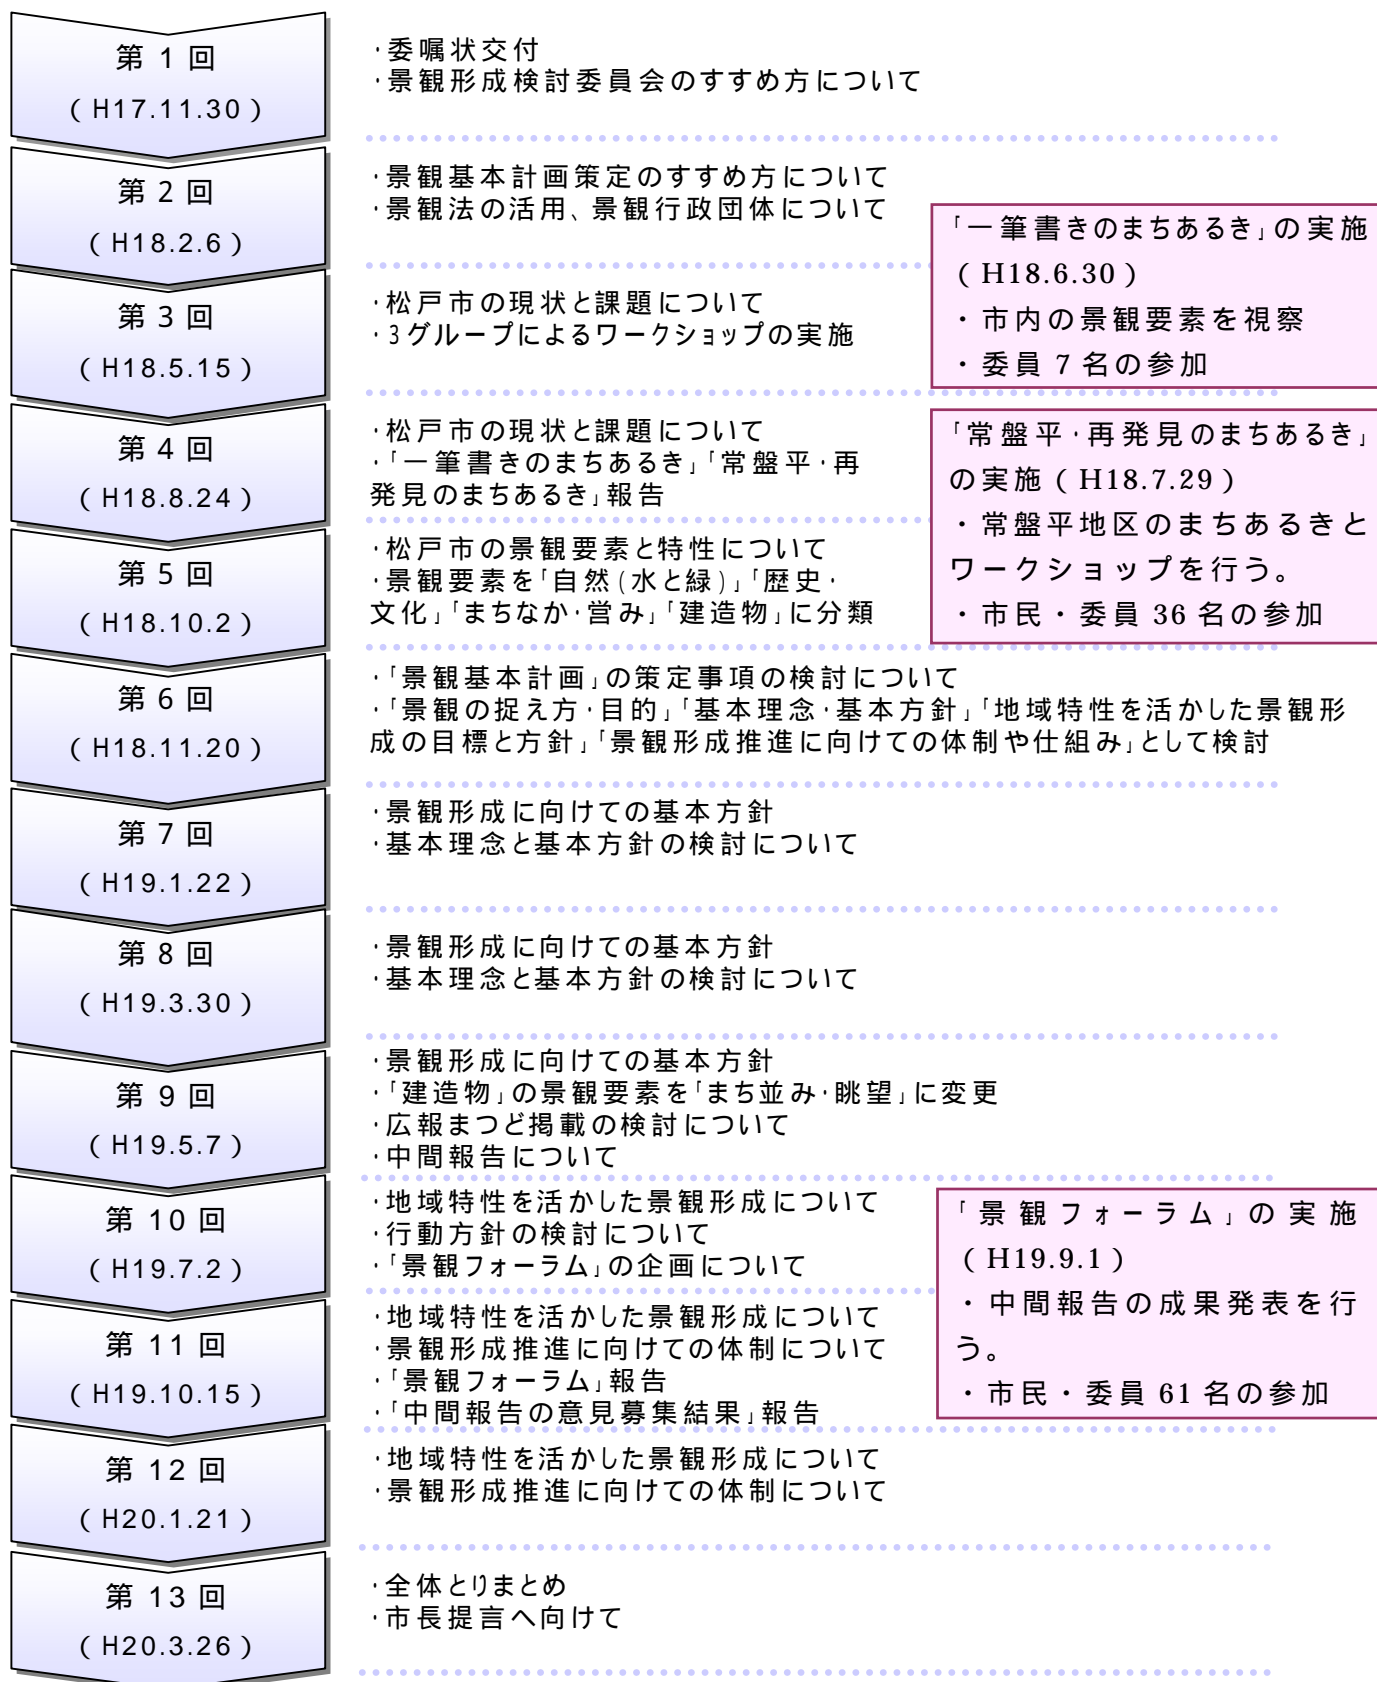 第 1 回
（H17.11.30）
・委嘱状交付
・景観形成検討委員会のすすめ方について
第 2 回
（H18.2.6）
・景観基本計画策定のすすめ方について
・景観法の活用、景観行政団体について
「一筆書きのまちあるき」の実施
（H18.6.30）
・市内の景観要素を視察
・委員 7 名の参加
第 3 回
（H18.5.15）
・松戸市の現状と課題について
・3グループによるワークショップの実施
第 4 回
（H18.8.24）
・松戸市の現状と課題について
・「一筆書きのまちあるき」「常盤平・再
発見のまちあるき」報告
「常盤平・再発見のまちあるき」
の実施（H18.7.29）
・常盤平地区のまちあるきと
ワークショップを行う。
・市民・委員 36 名の参加
第 5 回
（H18.10.2）
・松戸市の景観要素と特性について
・景観要素を「自然(水と緑)」「歴史・
文化」「まちなか・営み」「建造物」に分類
第 6 回
（H18.11.20）
・「景観基本計画」の策定事項の検討について
・「景観の捉え方・目的」「基本理念・基本方針」「地域特性を活かした景観形
成の目標と方針」「景観形成推進に向けての体制や仕組み」として検討
第 7 回
（H19.1.22）
・景観形成に向けての基本方針
・基本理念と基本方針の検討について
第 8 回
（H19.3.30）
・景観形成に向けての基本方針
・基本理念と基本方針の検討について
第 9 回
（H19.5.7）
・景観形成に向けての基本方針
・「建造物」の景観要素を「まち並み・眺望」に変更
・広報まつど掲載の検討について
・中間報告について
第 10 回
（H19.7.2）
・地域特性を活かした景観形成について
・行動方針の検討について
・「景観フォーラム」の企画について
「景観フォーラム」の実施
（H19.9.1）
・中間報告の成果発表を行
う。
・市民・委員 61 名の参加
第 11 回
（H19.10.15）
・地域特性を活かした景観形成について
・景観形成推進に向けての体制について
・「景観フォーラム」報告
・「中間報告の意見募集結果」報告
第 12 回
（H20.1.21）
・地域特性を活かした景観形成について
・景観形成推進に向けての体制について
第 13 回
（H20.3.26）
・全体とりまとめ
・市長提言へ向けて